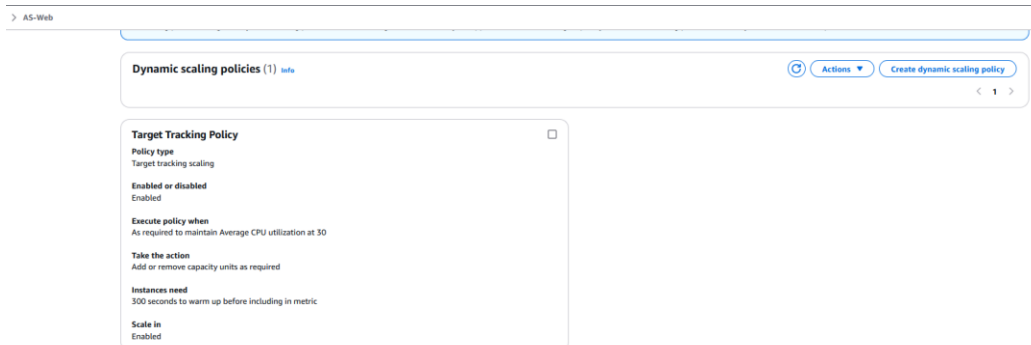 AS-Web
Dynamic scaling policies (1) Info
Actions
Create dynamic scaling policy
1
Target Tracking Policy
Policy type
Target tracking scaling
Enabled or disabled
Enabled
Execute policy when
As required to maintain Average CPU utilization at 30
Take the action
Add or remove capacity units as required
Instances need
300 seconds to warm up before including in metric
Scale in
Enabled